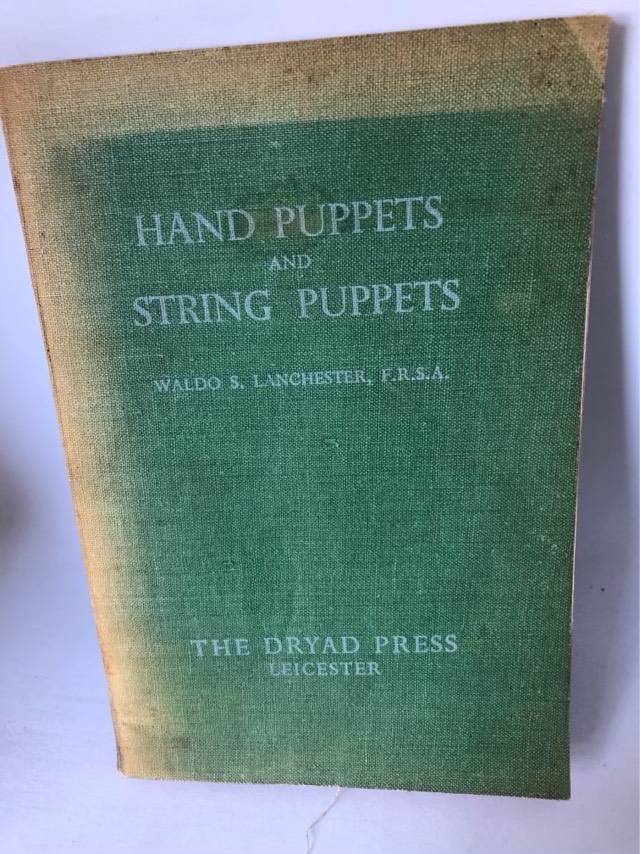 HAND PUPPETS
AND
STRING PUPPETS
WALDO S. LANCHESTER, F.R.S.A.
THE DRYAD PRESS
LEICESTER